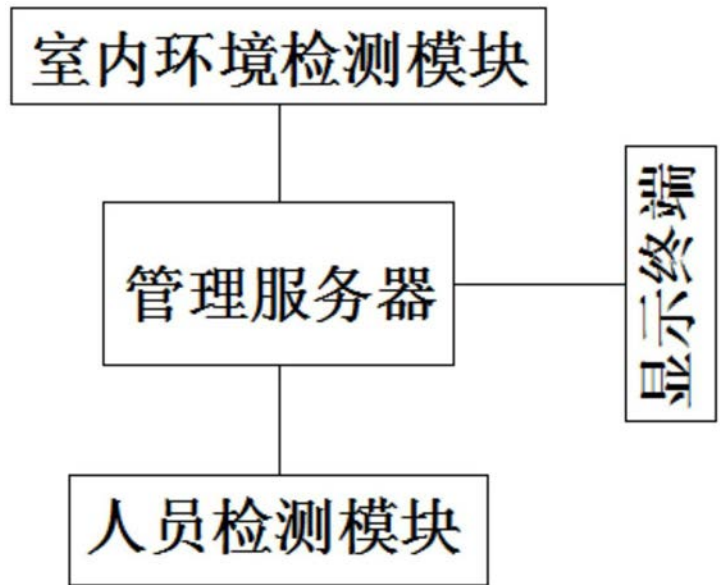 室内环境检测模块
管理服务器
显示终端
人员检测模块